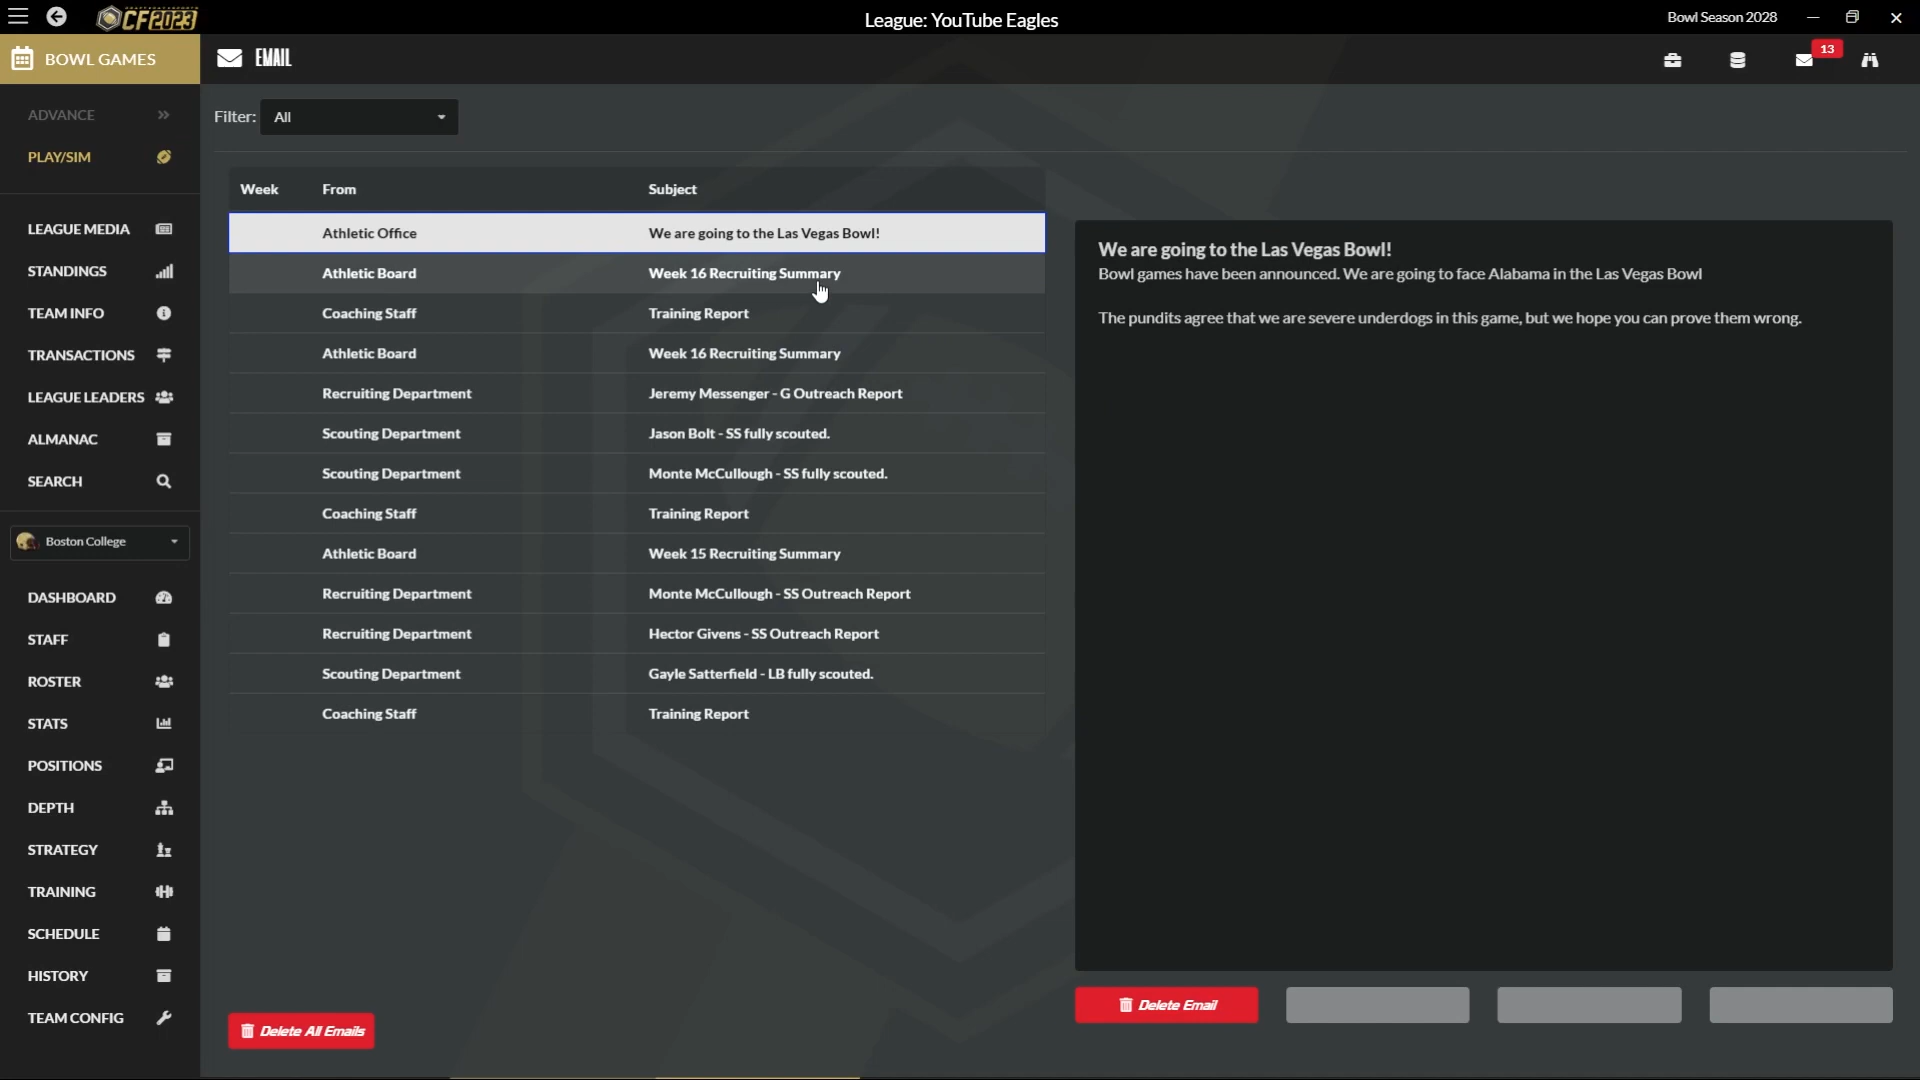 CF2023
League: YouTube Eagles
Bowl Season 2028
BOWL GAMES
EMAIL
13
ADVANCE
PLAY/SIM
LEAGUE MEDIA
STANDINGS
TEAM INFO
TRANSACTIONS
LEAGUE LEADERS
ALMANAC
SEARCH
Boston College
DASHBOARD
STAFF
ROSTER
STATS
POSITIONS
DEPTH
STRATEGY
TRAINING
SCHEDULE
HISTORY
TEAM CONFIG
Filter: All
Week From Subject
Athletic Office We are going to the Las Vegas Bowl!
Athletic Board Week 16 Recruiting Summary
Coaching Staff Training Report
Athletic Board Week 16 Recruiting Summary
Recruiting Department Jeremy Messenger - G Outreach Report
Scouting Department Jason Bolt - SS fully scouted.
Scouting Department Monte McCullough - SS fully scouted.
Coaching Staff Training Report
Athletic Board Week 15 Recruiting Summary
Recruiting Department Monte McCullough - SS Outreach Report
Recruiting Department Hector Givens - SS Outreach Report
Scouting Department Gayle Satterfield - LB fully scouted.
Coaching Staff Training Report
Delete All Emails
We are going to the Las Vegas Bowl!
Bowl games have been announced. We are going to face Alabama in the Las Vegas Bowl
The pundits agree that we are severe underdogs in this game, but we hope you can prove them wrong.
Delete Email